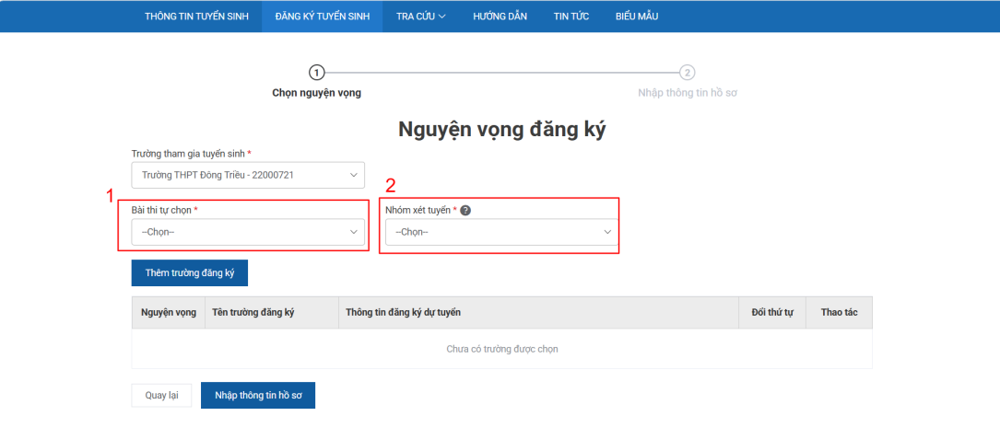 THÔNG TIN TUYỂN SINH ĐĂNG KÝ TUYỂN SINH TRA CỨU HƯỚNG DẪN TIN TỨC BIỂU MẪU
1 2
Chọn nguyện vọng Nhập thông tin hồ sơ
Nguyện vọng đăng ký
Trường tham gia tuyển sinh *
Trường THPT Đông Triều - 22000721
1 2
Bài thi tự chọn * Nhóm xét tuyển * ?
--Chọn-- --Chọn--
Thêm trường đăng ký
Nguyện vọng Tên trường đăng ký Thông tin đăng ký dự tuyển Đổi thứ tự Thao tác
Chưa có trường được chọn
Quay lại Nhập thông tin hồ sơ